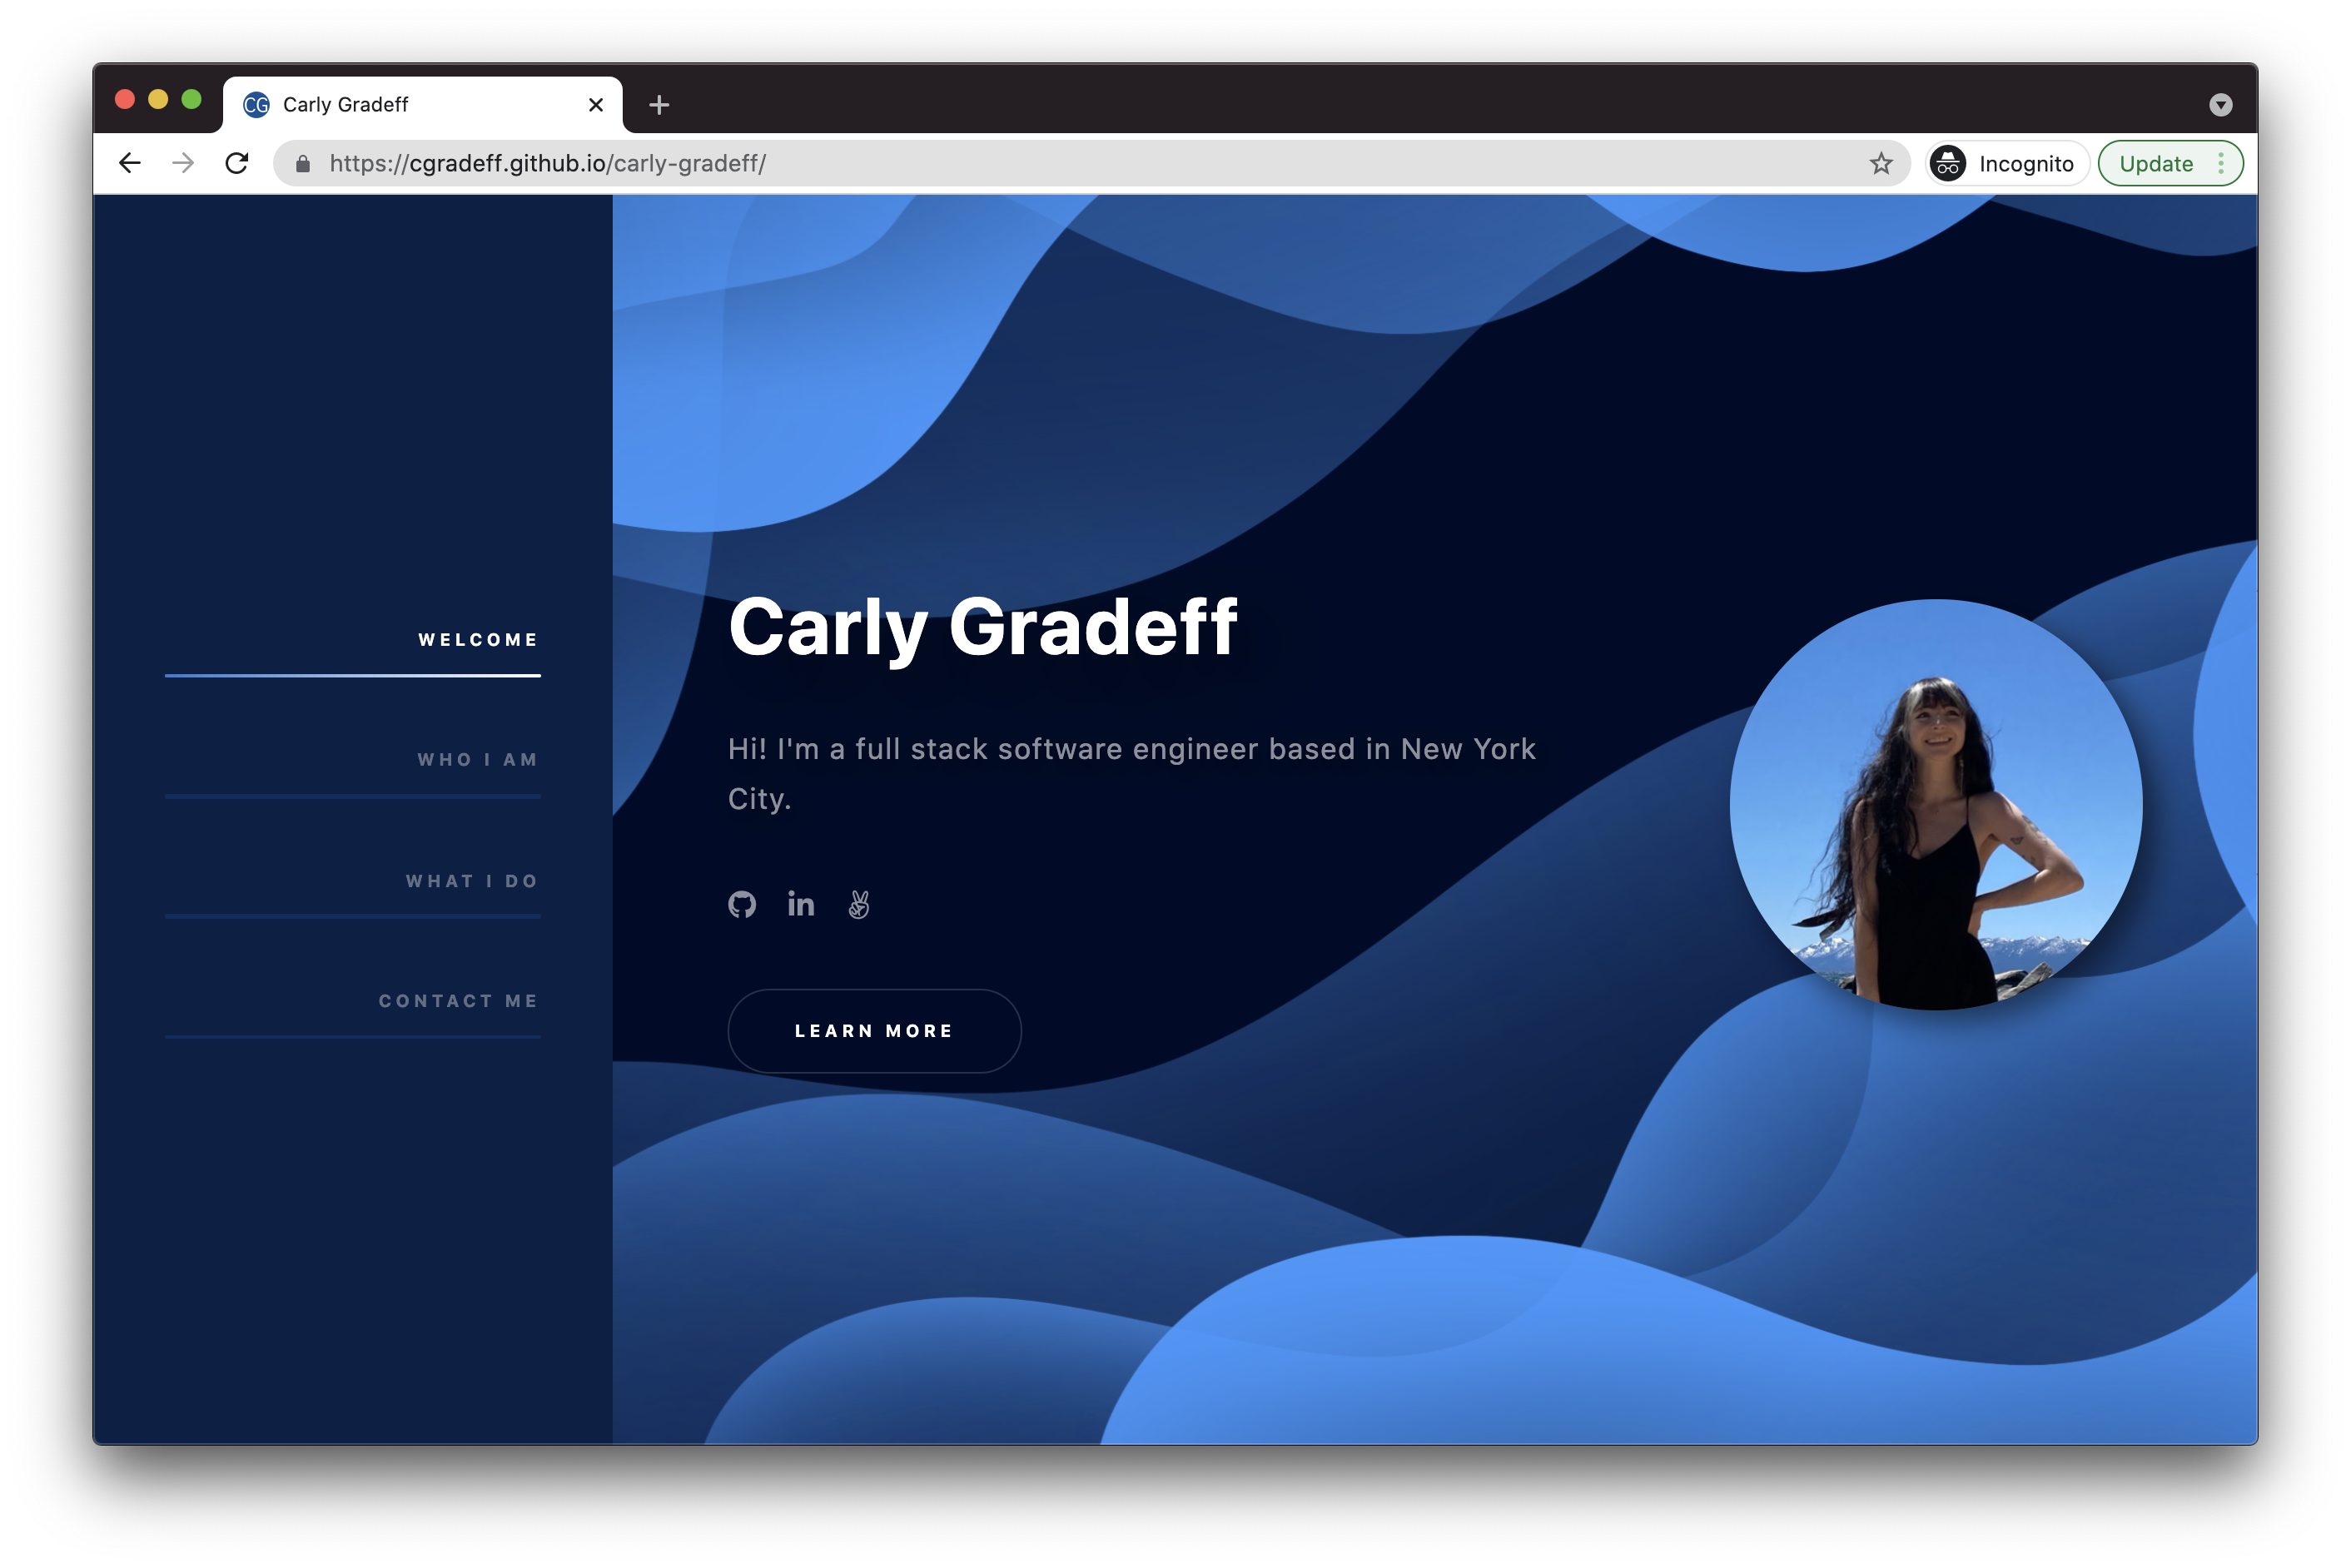 CG Carly Gradeff
https://cgradeff.github.io/carly-gradeff/
Incognito
Update
WELCOME
WHO I AM
WHAT I DO
CONTACT ME
Carly Gradeff
Hi! I'm a full stack software engineer based in New York
City.
in
LEARN MORE